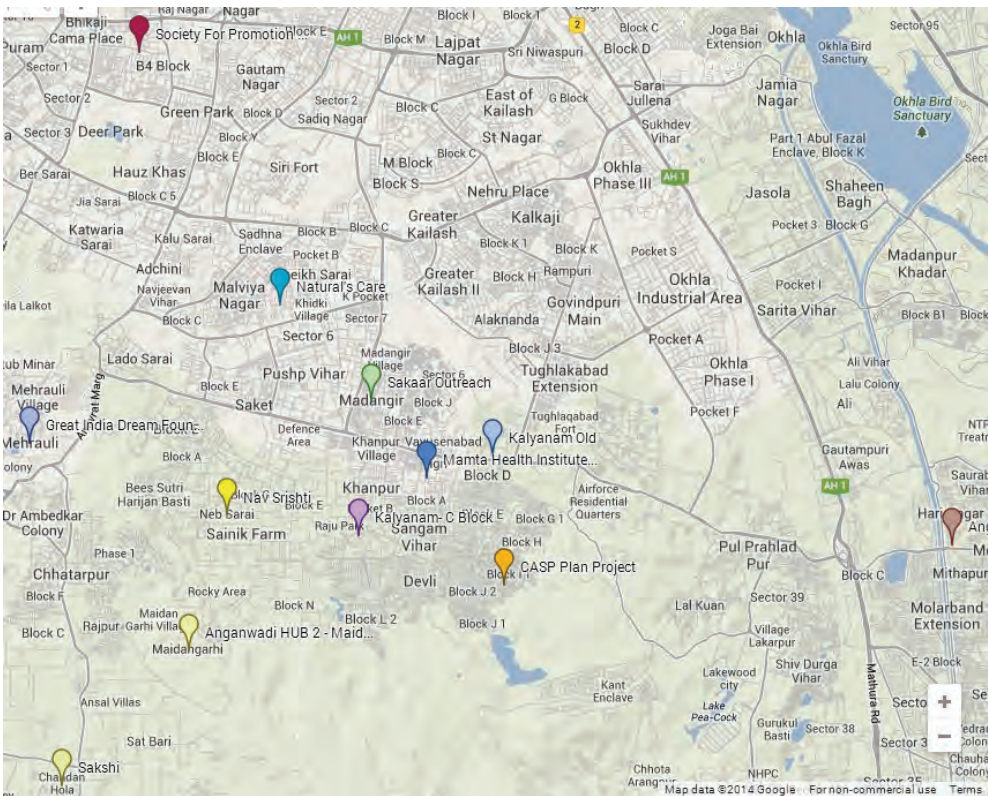 Raj Nagar
Angan
Nagar
Block I
Block 1
Bhikaji
Cama Place
Society For Promotion ...
AH 1
Block M
Lajpat
Nagar
2
Sri Niwaspuri
Block D
Joga Bai
Extension
Okhla
Okhla Bird
Sanctury
Sector 95
Puram
Sector 1
B4 Block
Gautam
Nagar
Sector 2
Green Park
Block D
Sector 2
Sadiq Nagar
Block C
East of
Kailash
G Block
Sarai
Jullena
Jamia
Nagar
Okhla Bird
Sanctuary
Sector 3
Deer Park
Block Y
St Nagar
Sukhdev
Vihar
Part 1 Abul Fazal
Enclave, Block K
Ber Sarai
Hauz Khas
Block E
Siri Fort
M Block
Block C
Block S
Okhla
Phase III
AH 1
Nehru Place
Jasola
Shaheen
Bagh
Jia Sarai
Block C 5
Greater
Kailash
Kalkaji
Pocket 3
Block G
Katwaria
Sarai
Kalu Sarai
Sadhna
Enclave
Block B
Block C
Block K 1
Block K
Pocket S
Madanpur
Khadar
Adchini
Pocket B
Sheikh Sarai
Natural's Care
Greater
Kailash II
Block H
Rampuri
Okhla
Industrial Area
Pocket I
Lalkot
Navjeevan
Vihar
Malviya
Nagar
Khidki
Village
K Pocket
Govindpuri
Main
Sarita Vihar
Block B1
Block
Block C
Sector 7
Alaknanda
Sector 6
Pocket A
Lado Sarai
Madangir
Village
Block J 3
Okhla
Phase I
Ali Vihar
Minar
Mehrauli
Village
Pushp Vihar
Sector 6
Sakaar Outreach
Tughlakabad
Extension
Lalu Colony
Ali
Block E
Saket
Madangir
Block J
Pocket F
Great India Dream Foun...
Mehrauli
Defence
Area
Block E
Tughlaqabad
Fort
Kalyanam Old
Khanpur
Village
Gautampuri
Awas
Block A
Mamta Health Institute...
Block D
Bees Sutri
Harijan Basti
Nav Srishti
Block E
Neb Sarai
Khanpur
Block A
Airforce
Residential
Quarters
AH 1
Dr Ambedkar
Colony
Sainik Farm
Raju Park
Kalyanam- C Block
Sangam
Vihar
Block G 1
Block H
Phase 1
Chhatarpur
Devli
CASP Plan Project
Pul Prahlad
Pur
Block C
Mithapur
Block F
Rocky Area
Block J 2
Block N
Lal Kuan
Sector 39
Molarband
Extension
Block C
Maidan
Rajpur-Garhi
Anganwadi HUB 2 - Maid...
Maidangarhi
Block L 2
Block J 1
Village
Lakarpur
E-2 Block
Ansal Villas
Kant
Enclave
Lakewood
city
Shiv Durga
Vihar
Mathura Rd
+
Lake
Pea-Cock
Sat Bari
Gurukul
Basti
Sector 38
−
Sakshi
Chandan
Hola
Chhota
NHPC
Map data ©2014 Google
For non-commercial use
Terms